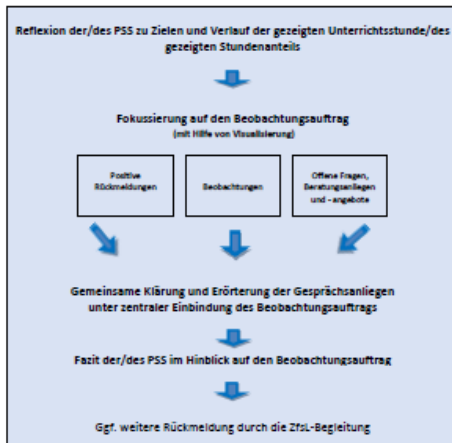 Reflexion der/des PSS zu Zielen und Verlauf der gezeigten Unterrichtsstunde/des
gezeigten Stundenanteils
Fokussierung auf den Beobachtungsauftrag
(mit Hilfe von Visualisierung)
Positive
Rückmeldungen
Beobachtungen
Offene Fragen,
Beratungsanliegen
und - angebote
Gemeinsame Klärung und Erörterung der Gesprächsanliegen
unter zentraler Einbindung des Beobachtungsauftrags
Fazit der/des PSS im Hinblick auf den Beobachtungsauftrag
Ggf. weitere Rückmeldung durch die ZfsL-Begleitung